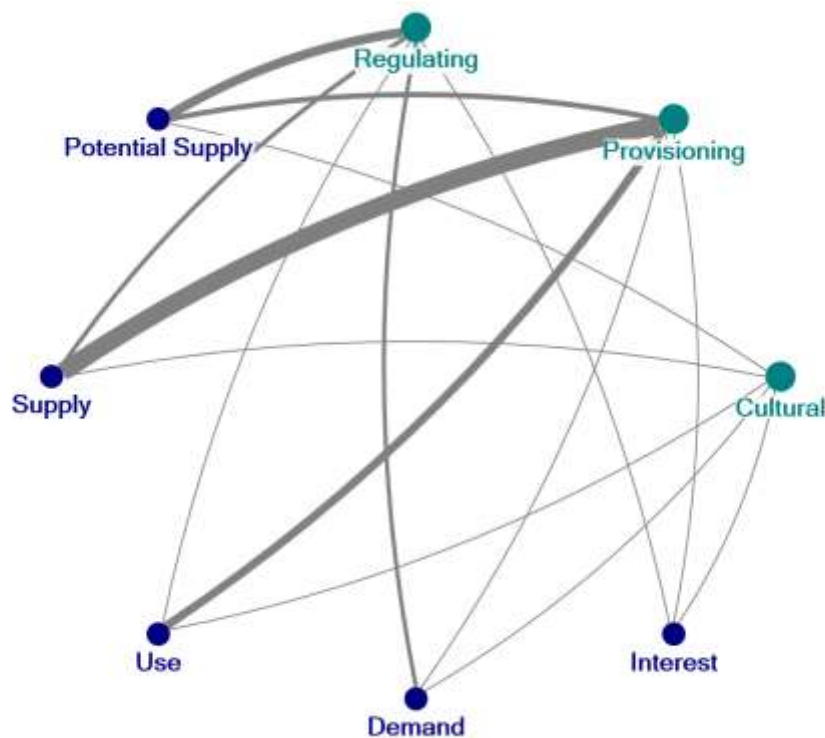 Regulating
Potential Supply
Provisioning
Supply
Cultural
Use
Interest
Demand